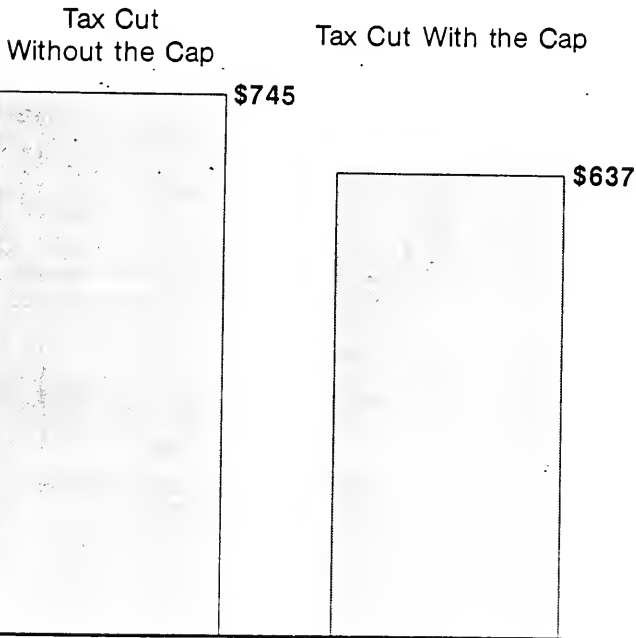 Tax Cut
Without the Cap
Tax Cut With the Cap
$745
$637